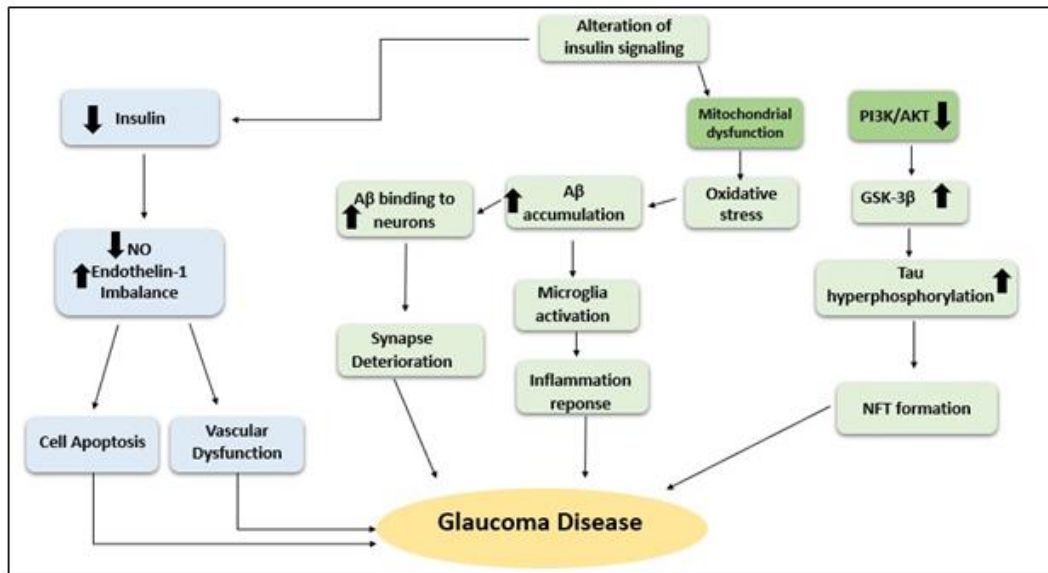 Alteration of
insulin signaling
Insulin
Mitochondrial
dysfunction
PI3K/AKT
Aβ binding to
neurons
Aβ
accumulation
Oxidative
stress
GSK-3β
NO
Endothelin-1
Imbalance
Microglia
activation
Tau
hyperphosphorylation
Synapse
Deterioration
Inflammation
reponse
NFT formation
Cell Apoptosis
Vascular
Dysfunction
Glaucoma Disease